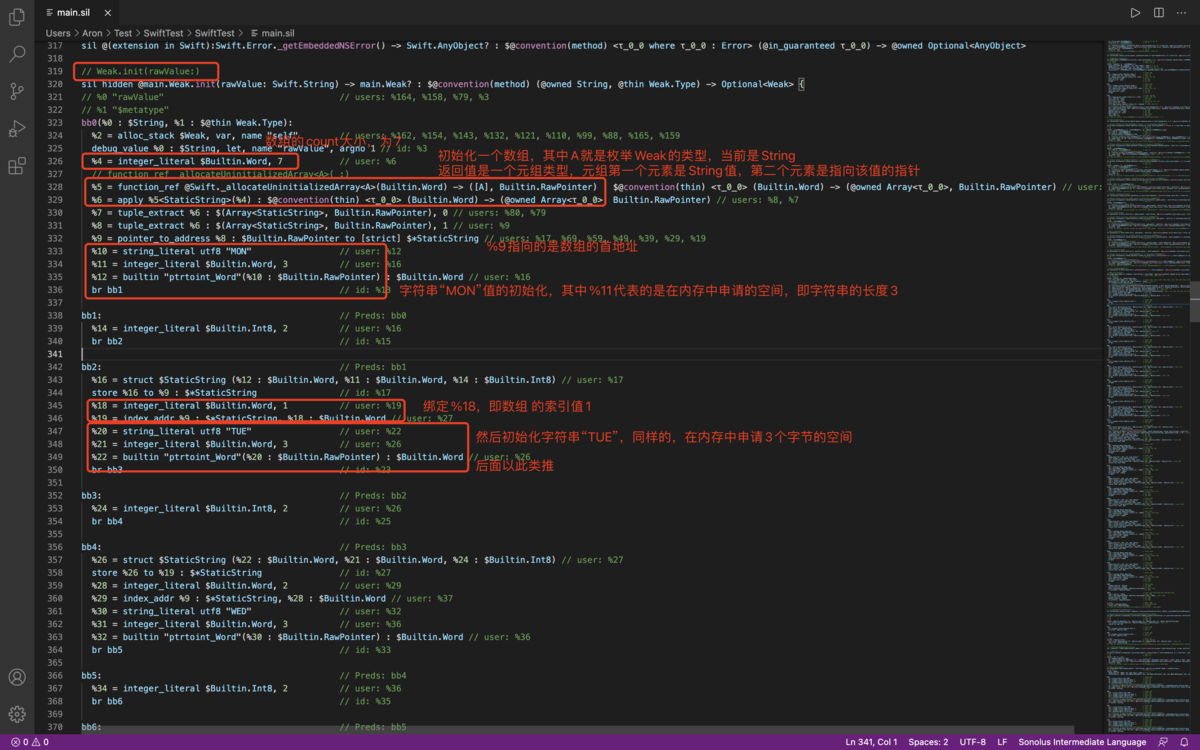 main.sil
Users > Aron > Test > SwiftTest > SwiftTest > main.sil
317 sil @(extension in Swift):Swift.Error._getEmbeddedNSError() -> Swift.AnyObject? : $@convention(method) <τ_0_0 where τ_0_0 : Error> (@in_guaranteed τ_0_0) -> @owned Optional<AnyObject>
318
319 // Weak.init(rawValue:)
320 sil hidden @main.Weak.init(rawValue: Swift.String) -> main.Weak? : $@convention(method) (@owned String, @thin Weak.Type) -> Optional<Weak> {
321 // %0 "rawValue" // users: %164, %158, %79, %3
322 // %1 "$metatype"
323 bb0(%0 : $String, %1 : $@thin Weak.Type):
324 %2 = alloc_stack $Weak, var, name "self" // users: %162, %154, %143, %132, %121, %110, %99, %88, %165, %159
数组的count大小，为7
325 debug_value %0 : $String, let, name "rawValue", argno 1 // id: %3
326 %4 = integer_literal $Builtin.Word, 7 // user: %6
初始化一个数组，其中A就是枚举Weak的类型，当前是String
返回值是一个元组类型，元组第一个元素是String值，第二个元素是指向该值的指针
327 // function_ref _allocateUninitializedArray<A>(_:)
328 %5 = function_ref @Swift._allocateUninitializedArray<A>(Builtin.Word) -> ([A], Builtin.RawPointer) $@convention(thin) <τ_0_0> (Builtin.Word) -> (@owned Array<τ_0_0>, Builtin.RawPointer) // user:
329 %6 = apply %5<StaticString>(%4) : $@convention(thin) <τ_0_0> (Builtin.Word) -> (@owned Array<τ_0_0> Builtin.RawPointer) // users: %8, %7
330 %7 = tuple_extract %6 : $(Array<StaticString>, Builtin.RawPointer), 0 // users: %80, %79
331 %8 = tuple_extract %6 : $(Array<StaticString>, Builtin.RawPointer), 1 // user: %9
332 %9 = pointer_to_address %8 : $Builtin.RawPointer to [strict] $*StaticString // users: %17, %69, %59, %49, %39, %29, %19
%9指向的是数组的首地址
333 %10 = string_literal utf8 "MON" // user: %12
334 %11 = integer_literal $Builtin.Word, 3 // user: %16
335 %12 = builtin "ptrtoint_Word"(%10 : $Builtin.RawPointer) : $Builtin.Word // user: %16
336 br bb1 // id: %13
字符串“MON”值的初始化，其中%11代表的是在内存中申请的空间，即字符串的长度3
337
338 bb1: // Preds: bb0
339 %14 = integer_literal $Builtin.Int8, 2 // user: %16
340 br bb2 // id: %15
341
342 bb2: // Preds: bb1
343 %16 = struct $StaticString (%12 : $Builtin.Word, %11 : $Builtin.Word, %14 : $Builtin.Int8) // user: %17
344 store %16 to %9 : $*StaticString // id: %17
345 %18 = integer_literal $Builtin.Word, 1 // user: %19
绑定%18，即数组 的索引值1
346 %19 = index_addr %9 : $*StaticString, %18 : $Builtin.Word // user: %27
347 %20 = string_literal utf8 "TUE" // user: %22
348 %21 = integer_literal $Builtin.Word, 3 // user: %26
然后初始化字符串“TUE”，同样的，在内存中申请3个字节的空间
349 %22 = builtin "ptrtoint_Word"(%20 : $Builtin.RawPointer) : $Builtin.Word // user: %26
350 br bb3 // id: %23
后面以此类推
351
352 bb3: // Preds: bb2
353 %24 = integer_literal $Builtin.Int8, 2 // user: %26
354 br bb4 // id: %25
355
356 bb4: // Preds: bb3
357 %26 = struct $StaticString (%22 : $Builtin.Word, %21 : $Builtin.Word, %24 : $Builtin.Int8) // user: %27
358 store %26 to %19 : $*StaticString // id: %27
359 %28 = integer_literal $Builtin.Word, 2 // user: %29
360 %29 = index_addr %9 : $*StaticString, %28 : $Builtin.Word // user: %37
361 %30 = string_literal utf8 "WED" // user: %32
362 %31 = integer_literal $Builtin.Word, 3 // user: %36
363 %32 = builtin "ptrtoint_Word"(%30 : $Builtin.RawPointer) : $Builtin.Word // user: %36
364 br bb5 // id: %33
365
366 bb5: // Preds: bb4
367 %34 = integer_literal $Builtin.Int8, 2 // user: %36
368 br bb6 // id: %35
369
370 bb6: // Preds: bb5
0 0 Ln 341, Col 1 Spaces: 2 UTF-8 LF Sonolus Intermediate Language